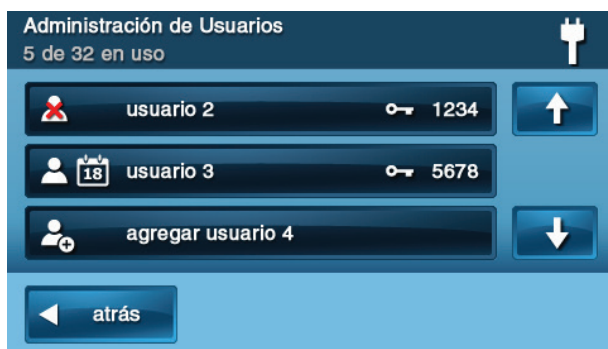 Administración de Usuarios
5 de 32 en uso
usuario 2 1234
18 usuario 3 5678
agregar usuario 4
atrás